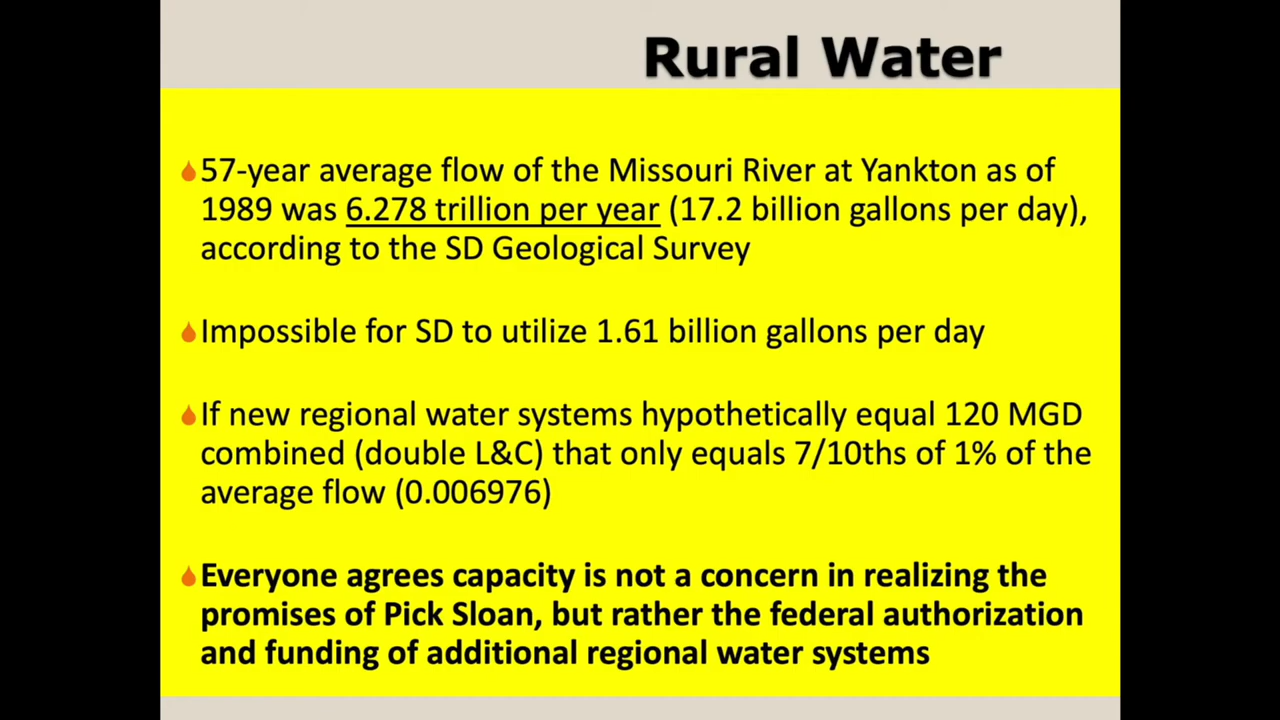 Rural Water
57-year average flow of the Missouri River at Yankton as of
1989 was 6.278 trillion per year (17.2 billion gallons per day),
according to the SD Geological Survey
Impossible for SD to utilize 1.61 billion gallons per day
If new regional water systems hypothetically equal 120 MGD
combined (double L&C) that only equals 7/10ths of 1% of the
average flow (0.006976)
Everyone agrees capacity is not a concern in realizing the
promises of Pick Sloan, but rather the federal authorization
and funding of additional regional water systems